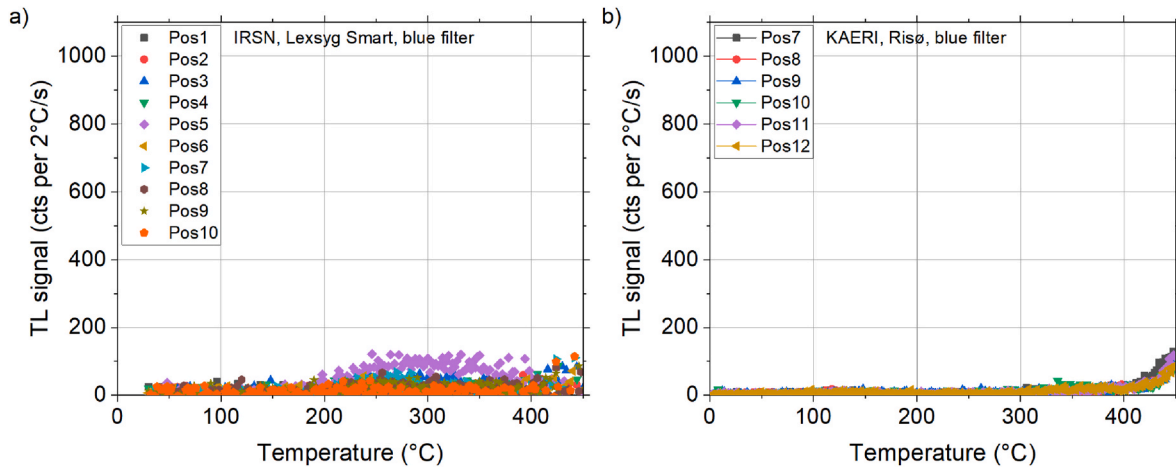 a)
IRSN, Lexsyg Smart, blue filter
Pos1
Pos2
Pos3
Pos4
Pos5
Pos6
Pos7
Pos8
Pos9
Pos10
TL signal (cts per 2°C/s)
1000
800
600
400
200
0
0 100 200 300 400
Temperature (°C)
b)
KAERI, Risø, blue filter
Pos7
Pos8
Pos9
Pos10
Pos11
Pos12
TL signal (cts per 2°C/s)
1000
800
600
400
200
0
0 100 200 300 400
Temperature (°C)